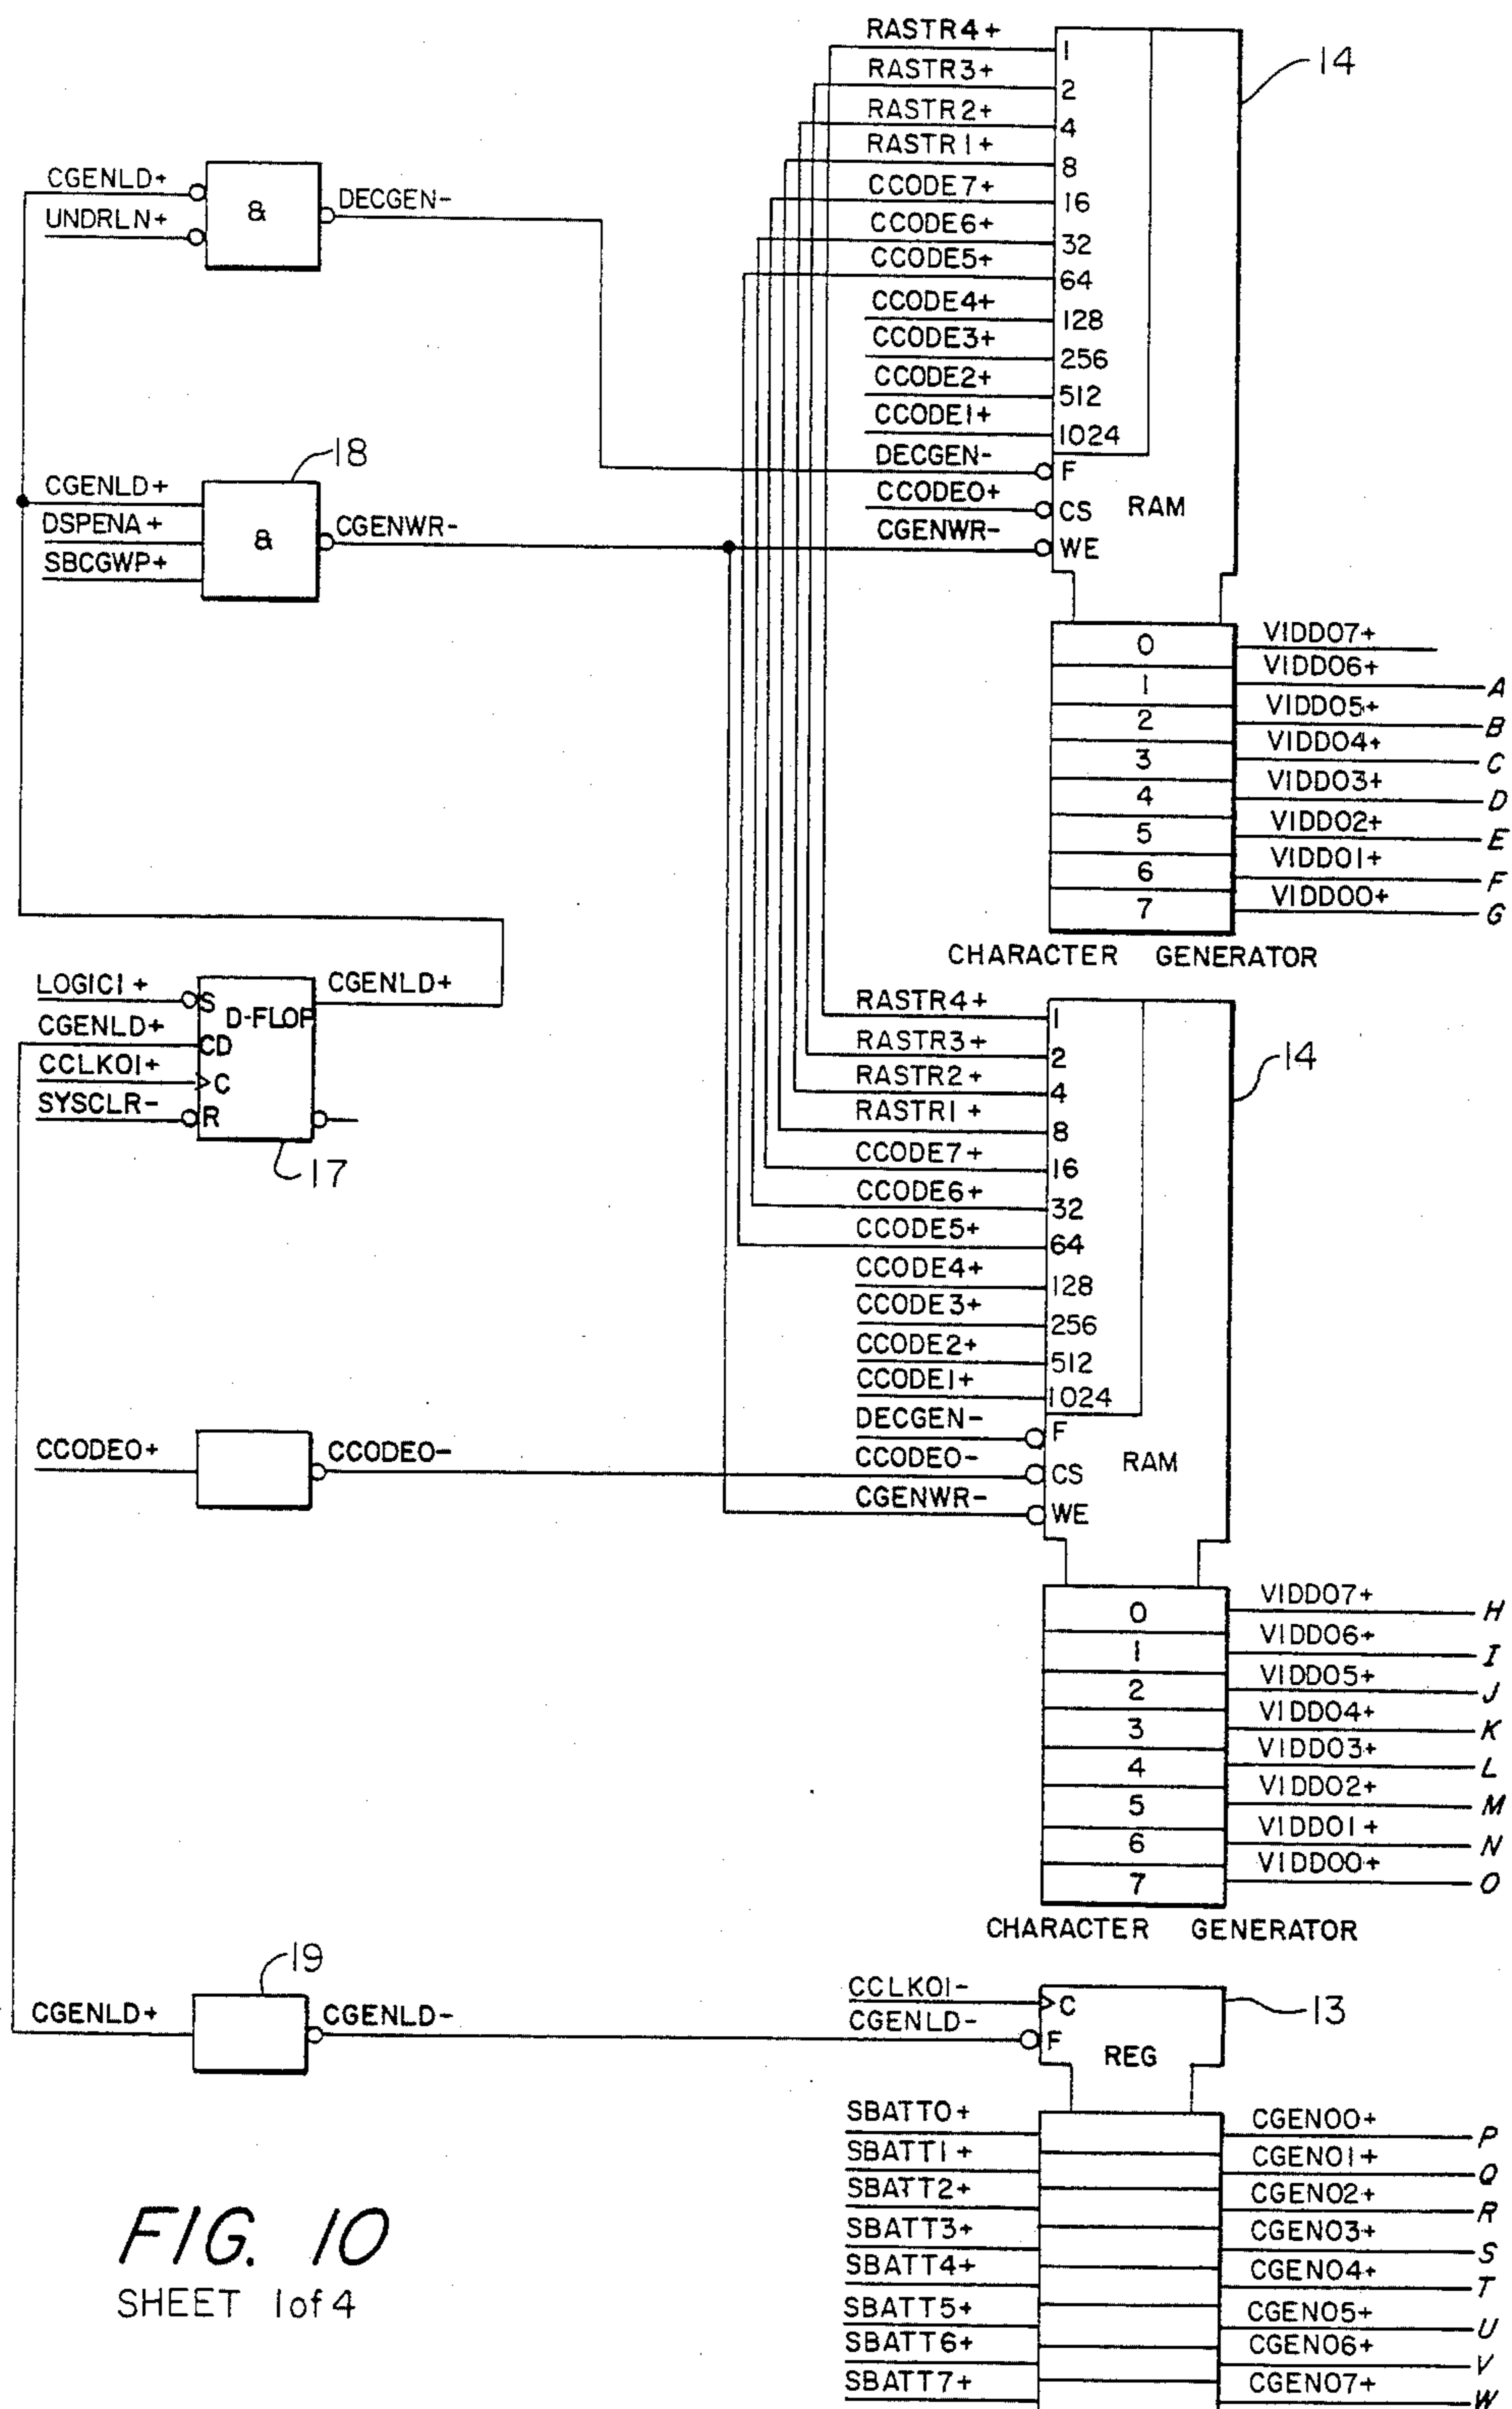 RASTR4+ 1
RASTR3+ 2
RASTR2+ 4
RASTR1+ 8
CCODE7+ 16
CCODE6+ 32
CCODE5+ 64
CCODE4+ 128
CCODE3+ 256
CCODE2+ 512
CCODE1+ 1024
DECGEN- F
CCODE0+ CS
CGENWR- WE
RAM
14
CGENLD+
UNDRLN+
&
DECGEN-
18
CGENLD+
DSPENA+
SBCGWP+
&
CGENWR-
0 VIDD07+
1 VIDD06+ A
2 VIDD05+ B
3 VIDD04+ C
4 VIDD03+ D
5 VIDD02+ E
6 VIDD01+ F
7 VIDD00+ G
CHARACTER GENERATOR
LOGIC1+ S
D-FLOP
CGENLD+
CGENLD+ CD
CCLK01+ C
SYSCLR- R
17
RASTR4+ 1
RASTR3+ 2
RASTR2+ 4
RASTR1+ 8
CCODE7+ 16
CCODE6+ 32
CCODE5+ 64
CCODE4+ 128
CCODE3+ 256
CCODE2+ 512
CCODE1+ 1024
DECGEN- F
CCODE0- CS
CGENWR- WE
RAM
14
CCODE0+ CCODE0-
0 VIDD07+ H
1 VIDD06+ I
2 VIDD05+ J
3 VIDD04+ K
4 VIDD03+ L
5 VIDD02+ M
6 VIDD01+ N
7 VIDD00+ O
CHARACTER GENERATOR
19
CGENLD+ CGENLD-
CCLK01- C
CGENLD- F
REG
13
SBATT0+ CGEN00+ P
SBATT1+ CGEN01+ Q
SBATT2+ CGEN02+ R
SBATT3+ CGEN03+ S
SBATT4+ CGEN04+ T
SBATT5+ CGEN05+ U
SBATT6+ CGEN06+ V
SBATT7+ CGEN07+ W
FIG. 10
SHEET 1 of 4